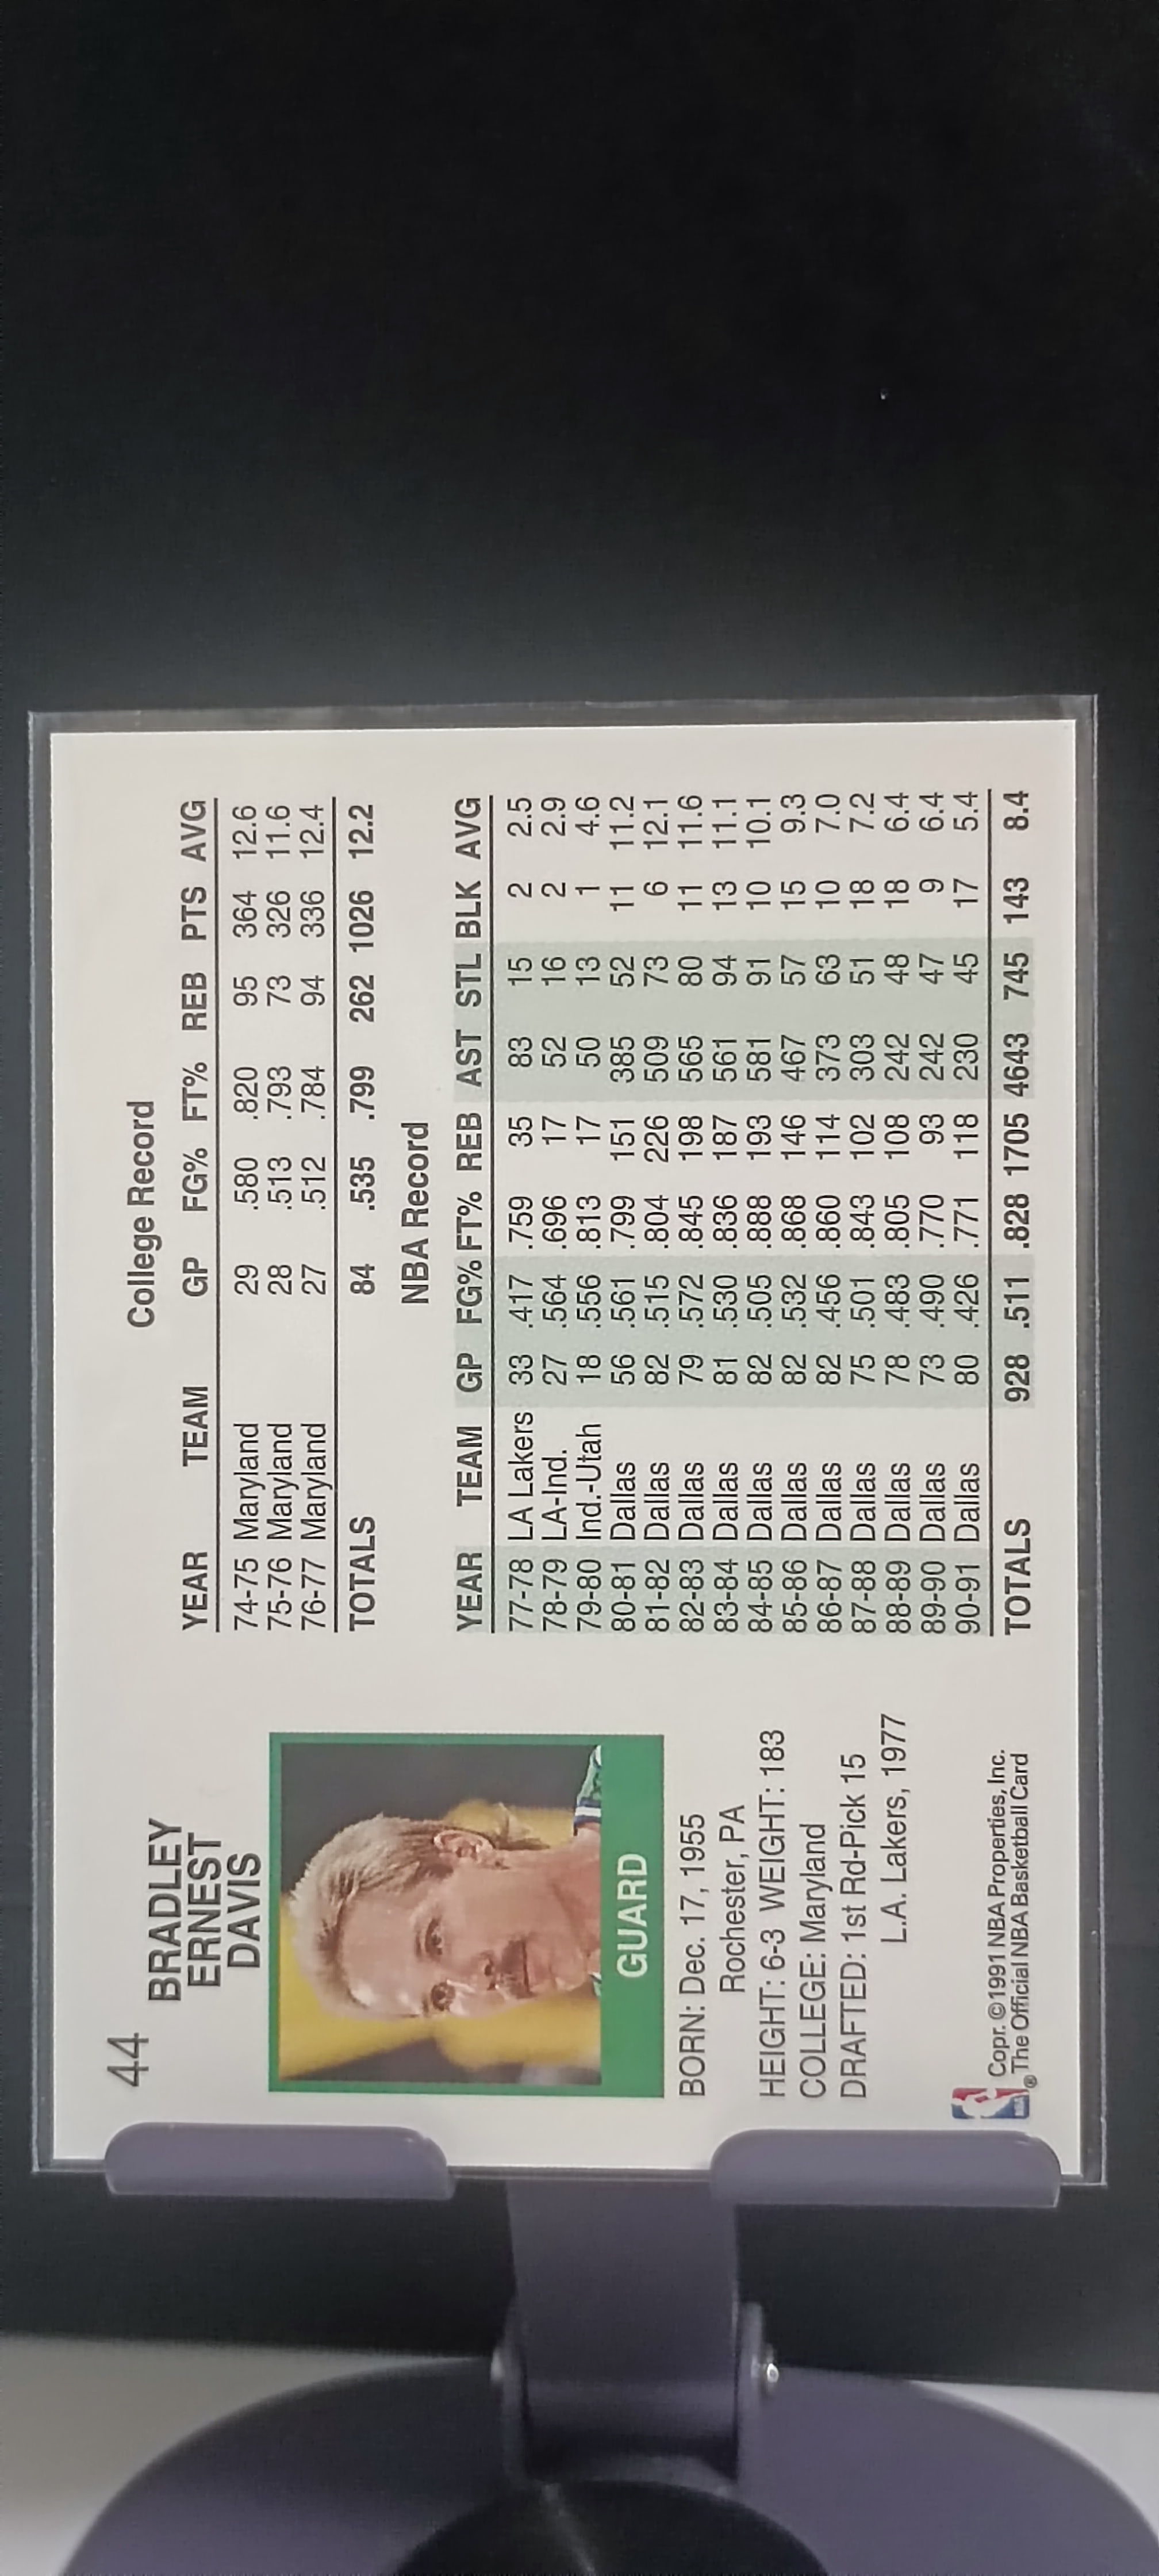 44
BRADLEY
ERNEST
DAVIS
GUARD
BORN: Dec. 17, 1955
Rochester, PA
HEIGHT: 6-3 WEIGHT: 183
COLLEGE: Maryland
DRAFTED: 1st Rd-Pick 15
L.A. Lakers, 1977
NBA
Copr. ©1991 NBA Properties, Inc.
® The Official NBA Basketball Card
College Record
YEAR TEAM GP FG% FT% REB PTS AVG
74-75 Maryland 29 .580 .820 95 364 12.6
75-76 Maryland 28 .513 .793 73 326 11.6
76-77 Maryland 27 .512 .784 94 336 12.4
TOTALS 84 .535 .799 262 1026 12.2
NBA Record
YEAR TEAM GP FG% FT% REB AST STL BLK AVG
77-78 LA Lakers 33 .417 .759 35 83 15 2 2.5
78-79 LA-Ind. 27 .564 .696 17 52 16 2 2.9
79-80 Ind.-Utah 18 .556 .813 17 50 13 1 4.6
80-81 Dallas 56 .561 .799 151 385 52 11 11.2
81-82 Dallas 82 .515 .804 226 509 73 6 12.1
82-83 Dallas 79 .572 .845 198 565 80 11 11.6
83-84 Dallas 81 .530 .836 187 561 94 13 11.1
84-85 Dallas 82 .505 .888 193 581 91 10 10.1
85-86 Dallas 82 .532 .868 146 467 57 15 9.3
86-87 Dallas 82 .456 .860 114 373 63 10 7.0
87-88 Dallas 75 .501 .843 102 303 51 18 7.2
88-89 Dallas 78 .483 .805 108 242 48 18 6.4
89-90 Dallas 73 .490 .770 93 242 47 9 6.4
90-91 Dallas 80 .426 .771 118 230 45 17 5.4
TOTALS 928 .511 .828 1705 4643 745 143 8.4